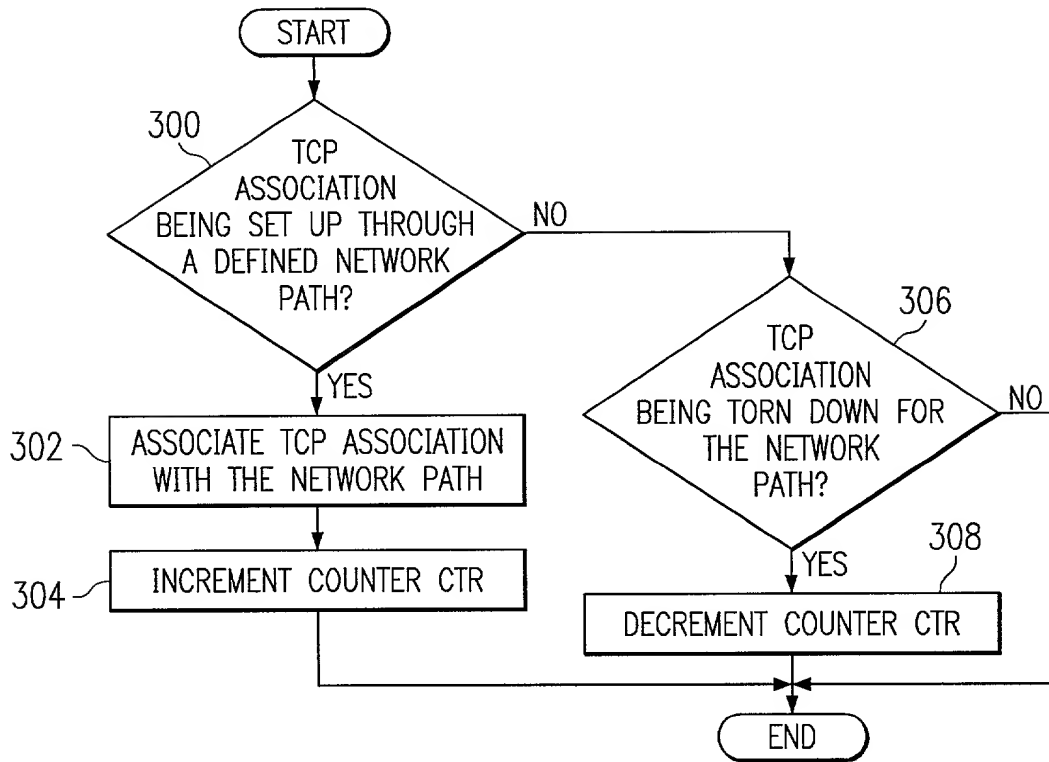 START
300
TCP
ASSOCIATION
BEING SET UP THROUGH
A DEFINED NETWORK
PATH?
NO
YES
302
ASSOCIATE TCP ASSOCIATION
WITH THE NETWORK PATH
304
INCREMENT COUNTER CTR
306
TCP
ASSOCIATION
BEING TORN DOWN FOR
THE NETWORK
PATH?
NO
YES
308
DECREMENT COUNTER CTR
END